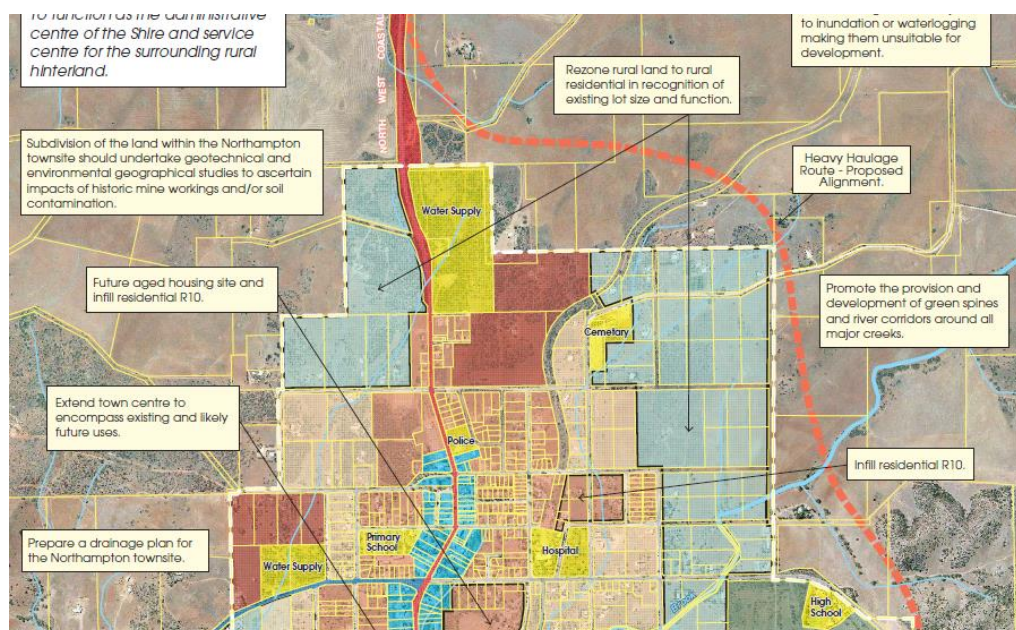 To function as the administrative
centre of the Shire and service
centre for the surrounding rural
hinterland.
NORTH WEST COASTAL
to inundation or waterlogging
making them unsuitable for
development.
Rezone rural land to rural
residential in recognition of
existing lot size and function.
Subdivision of the land within the Northampton
townsite should undertake geotechnical and
environmental geographical studies to ascertain
impacts of historic mine workings and/or soil
contamination.
Heavy Haulage
Route - Proposed
Alignment.
Water Supply
Future aged housing site and
infill residential R10.
Promote the provision and
development of green spines
and river corridors around all
major creeks.
Cemetary
Extend town centre to
encompass existing and likely
future uses.
Police
Infill residential R10.
Prepare a drainage plan for
the Northampton townsite.
Primary
School
Hospital
Water Supply
High
School